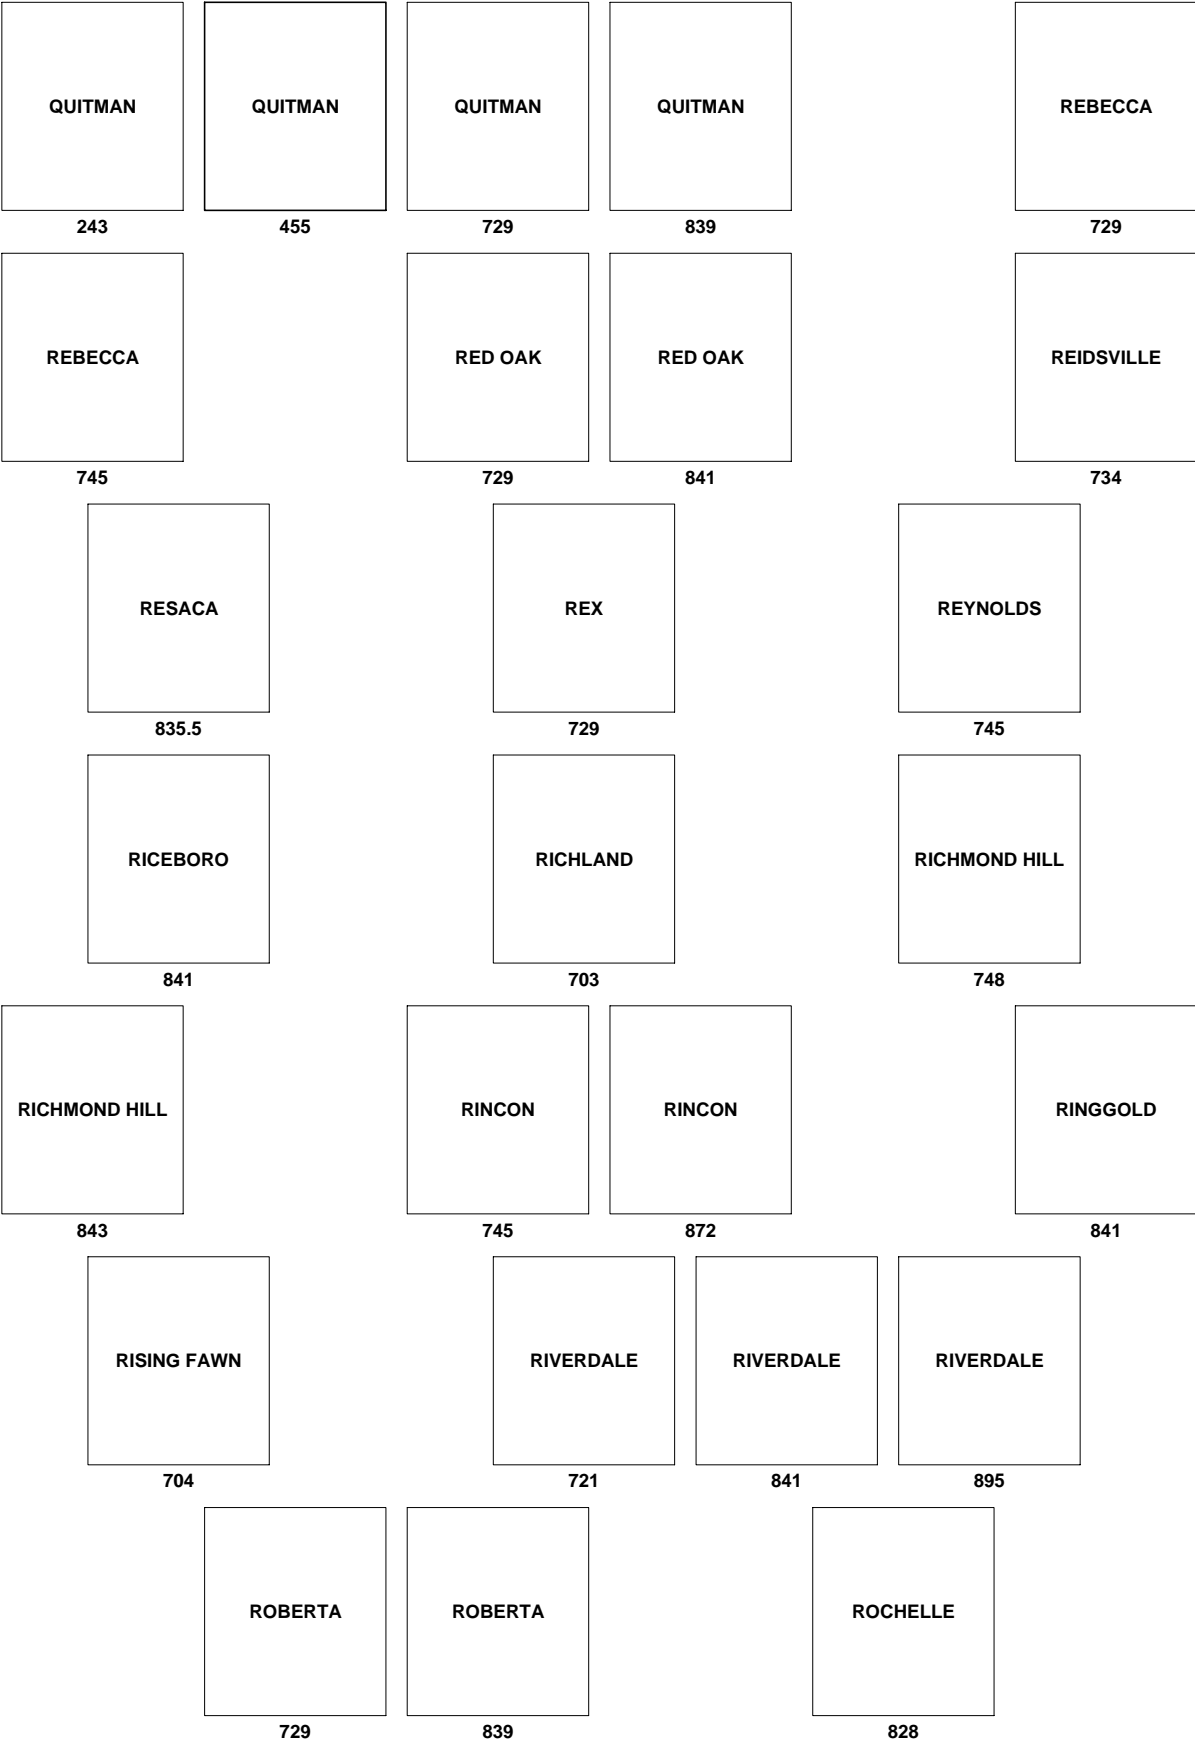 QUITMAN QUITMAN QUITMAN QUITMAN REBECCA
243 455 729 839 729
REBECCA RED OAK RED OAK REIDSVILLE
745 729 841 734
RESACA REX REYNOLDS
835.5 729 745
RICEBORO RICHLAND RICHMOND HILL
841 703 748
RICHMOND HILL RINCON RINCON RINGGOLD
843 745 872 841
RISING FAWN RIVERDALE RIVERDALE RIVERDALE
704 721 841 895
ROBERTA ROBERTA ROCHELLE
729 839 828